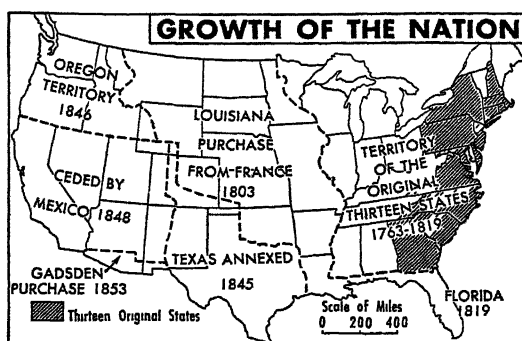 GROWTH OF THE NATION
OREGON
TERRITORY
1846
LOUISIANA
PURCHASE
FROM-FRANCE
1803
TERRITORY
OF THE
ORIGINAL
THIRTEEN STATES
1763-1819
CEDED BY
MEXICO 1848
GADSDEN
PURCHASE 1853
TEXAS ANNEXED
1845
FLORIDA
1819
Thirteen Original States
Scale of Miles
0 200 400